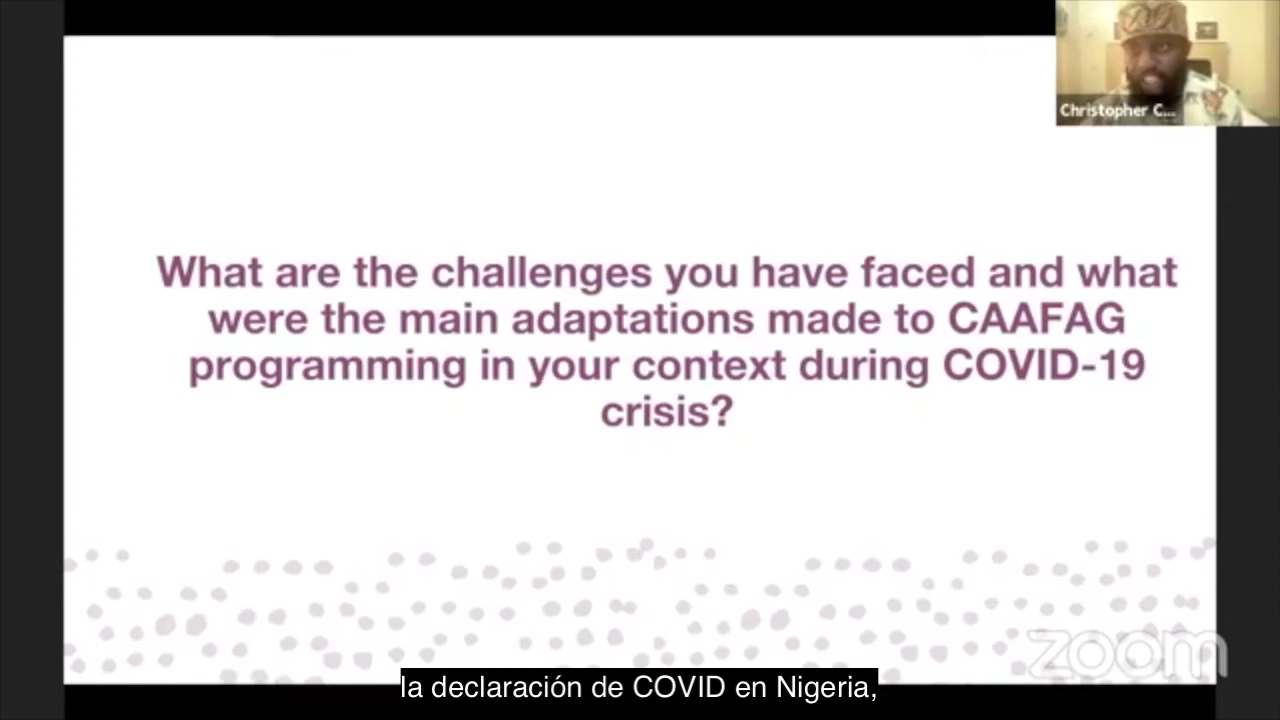 Christopher C...
What are the challenges you have faced and what
were the main adaptations made to CAAFAG
programming in your context during COVID-19
crisis?
zoom
la declaración de COVID en Nigeria,